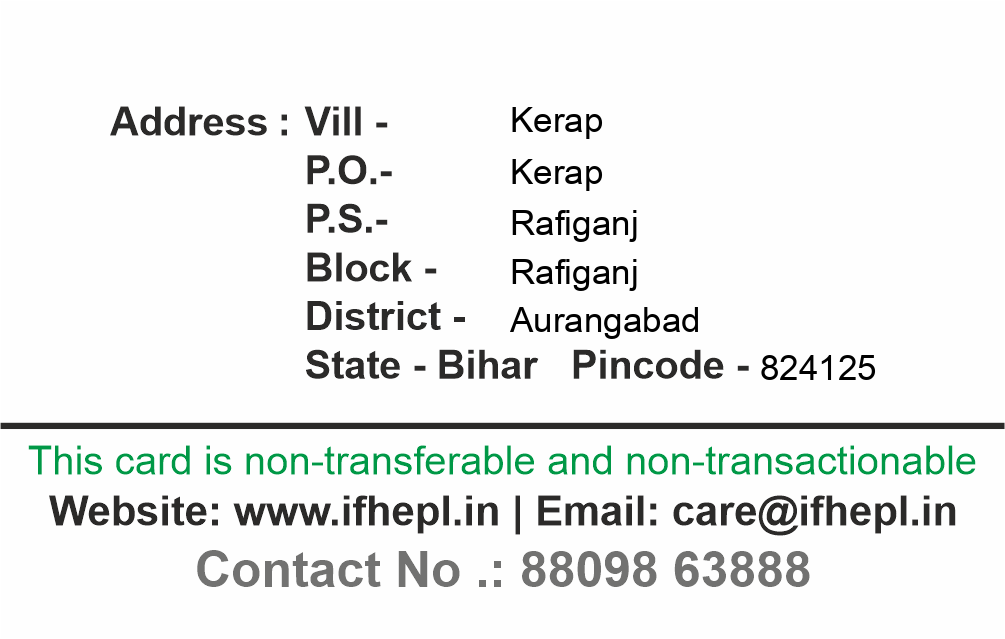 Address : Vill - Kerap
P.O.- Kerap
P.S.- Rafiganj
Block - Rafiganj
District - Aurangabad
State - Bihar Pincode - 824125
This card is non-transferable and non-transactionable
Website: www.ifhepl.in | Email: care@ifhepl.in
Contact No .: 88098 63888